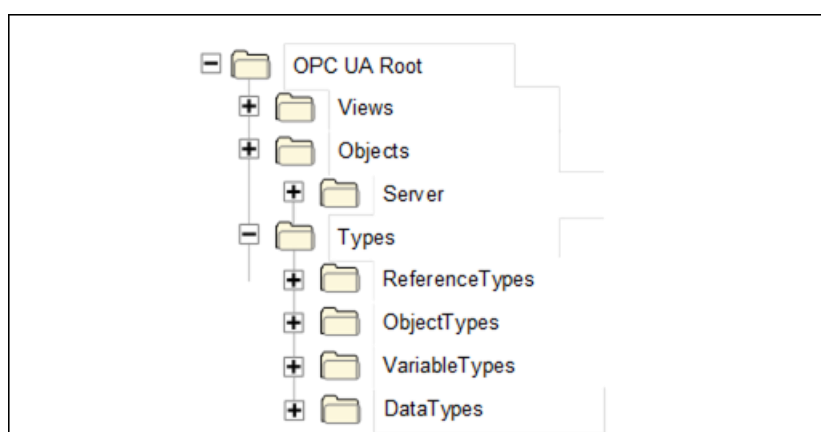 OPC UA Root
Views
Objects
Server
Types
ReferenceTypes
ObjectTypes
VariableTypes
DataTypes